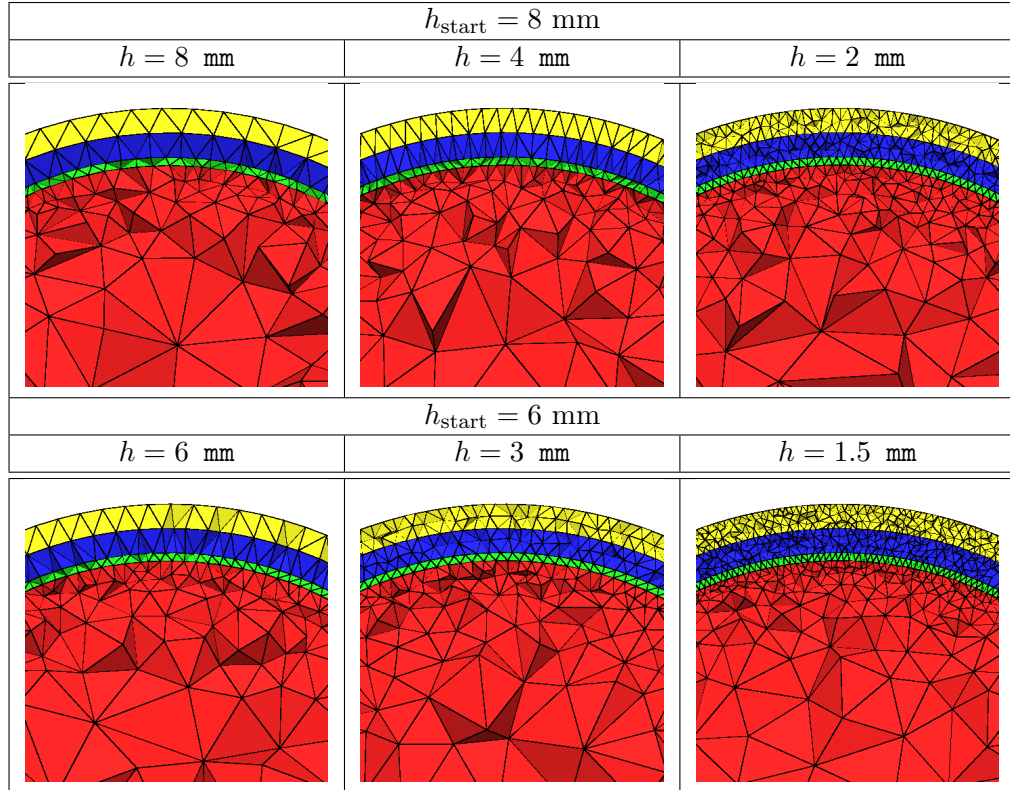 h_start = 8 mm
h = 8 mm h = 4 mm h = 2 mm
h_start = 6 mm
h = 6 mm h = 3 mm h = 1.5 mm